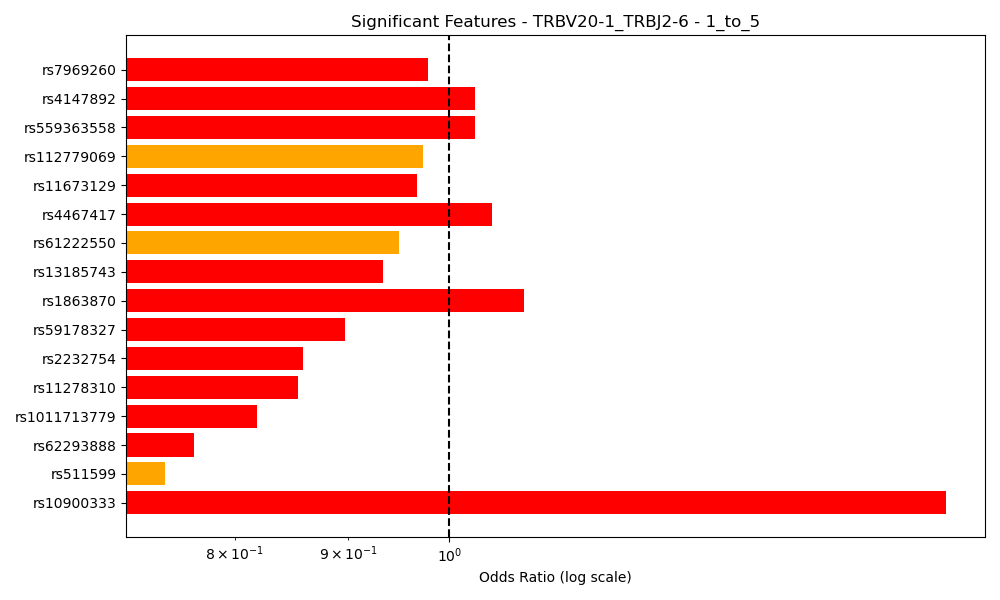 Significant Features - TRBV20-1_TRBJ2-6 - 1_to_5
rs7969260
rs4147892
rs559363558
rs112779069
rs11673129
rs4467417
rs61222550
rs13185743
rs1863870
rs59178327
rs2232754
rs11278310
rs1011713779
rs62293888
rs511599
rs10900333
8 × 10⁻¹ 9 × 10⁻¹ 10⁰
Odds Ratio (log scale)